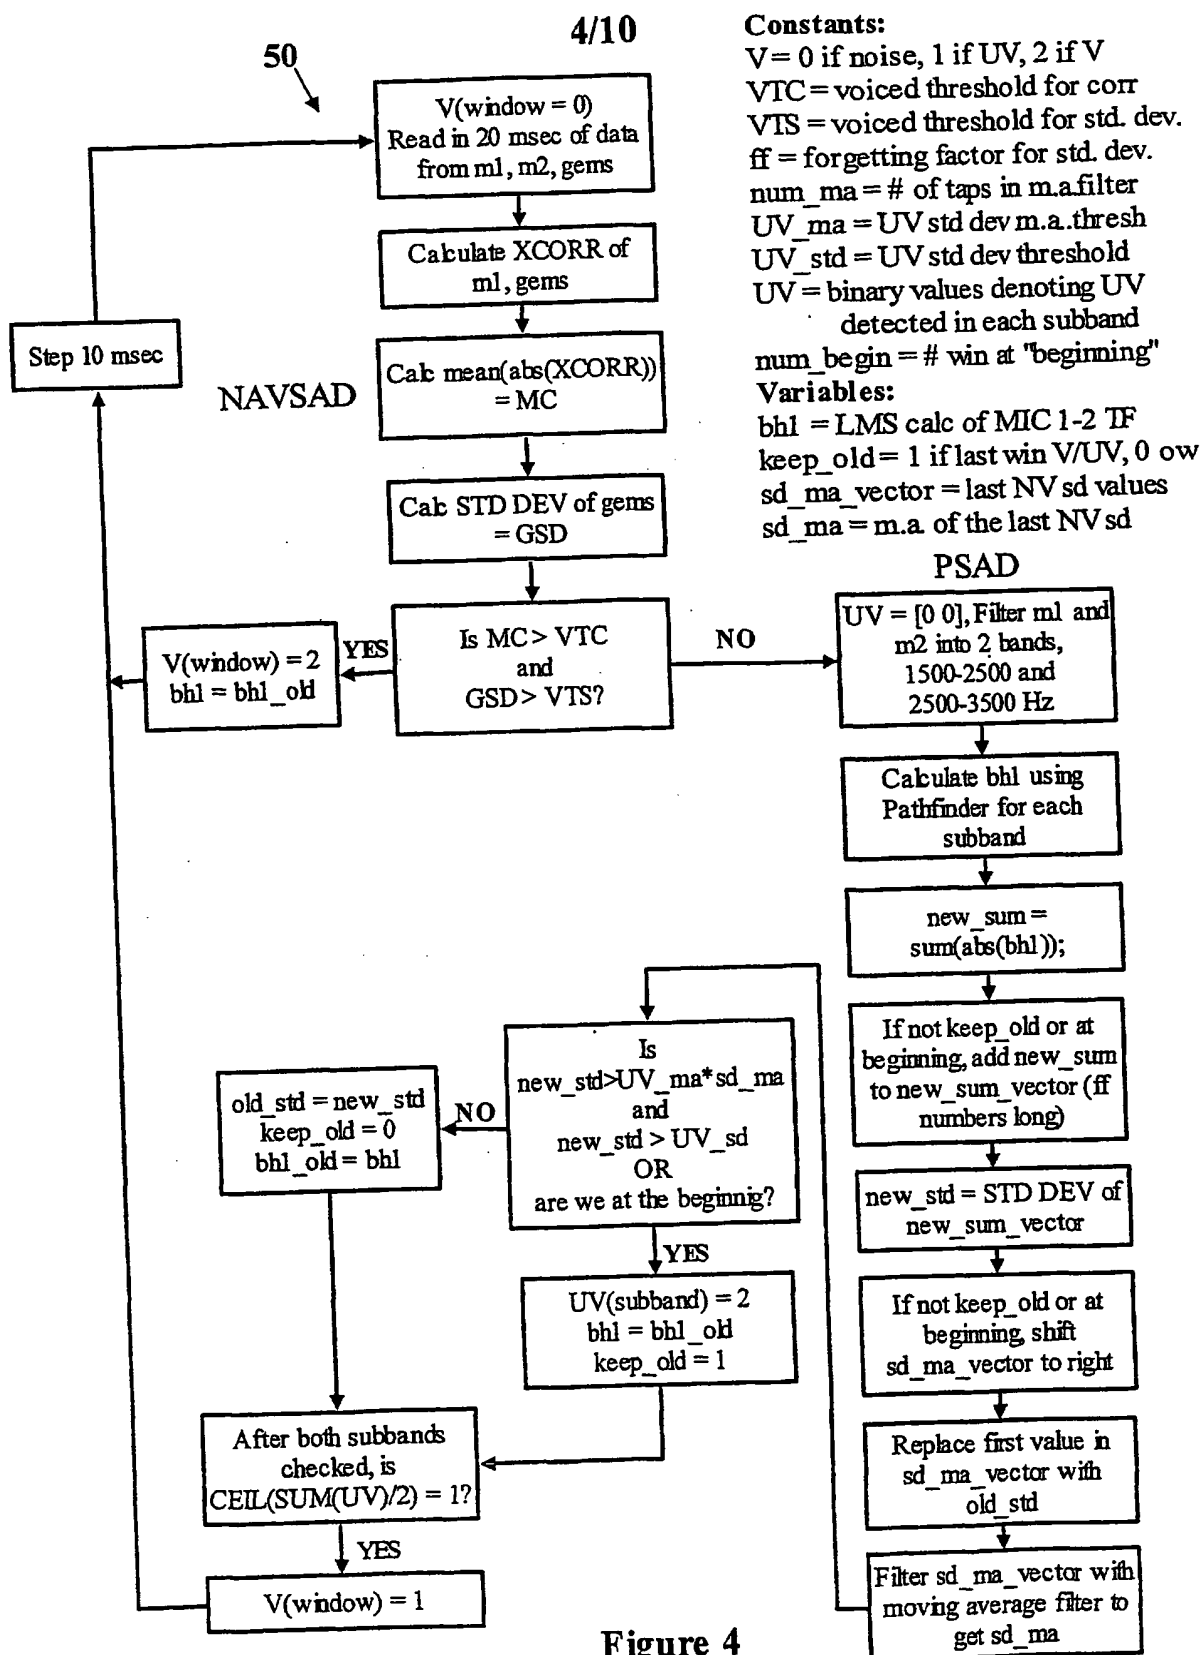 4/10
50
Constants:
V= 0 if noise, 1 if UV, 2 if V
VTC = voiced threshold for corr
VTS = voiced threshold for std. dev.
ff = forgetting factor for std. dev.
num_ma = # of taps in m.a.filter
UV_ma = UV std dev m.a.thresh
UV_std = UV std dev threshold
UV = binary values denoting UV
detected in each subband
num_begin = # win at "beginning"
Variables:
bh1 = LMS calc of MIC 1-2 TF
keep_old = 1 if last win V/UV, 0 ow
sd_ma_vector = last NV sd values
sd_ma = m.a. of the last NV sd
V(window = 0)
Read in 20 msec of data
from m1, m2, gems
Calculate XCORR of
m1, gems
Step 10 msec
NAVSAD
Calc mean(abs(XCORR))
= MC
Calc STD DEV of gems
= GSD
Is MC > VTC
and
GSD > VTS?
YES
V(window) = 2
bh1 = bh1_old
NO
PSAD
UV = [0 0], Filter m1 and
m2 into 2 bands,
1500-2500 and
2500-3500 Hz
Calculate bh1 using
Pathfinder for each
subband
new_sum =
sum(abs(bh1));
If not keep_old or at
beginning, add new_sum
to new_sum_vector (ff
numbers long)
new_std = STD DEV of
new_sum_vector
If not keep_old or at
beginning, shift
sd_ma_vector to right
Replace first value in
sd_ma_vector with
old_std
Filter sd_ma_vector with
moving average filter to
get sd_ma
Is
new_std>UV_ma*sd_ma
and
new_std > UV_sd
OR
are we at the beginnig?
NO
old_std = new_std
keep_old = 0
bh1_old = bh1
YES
UV(subband) = 2
bh1 = bh1_old
keep_old = 1
After both subbands
checked, is
CEIL(SUM(UV)/2) = 1?
YES
V(window) = 1
Figure 4